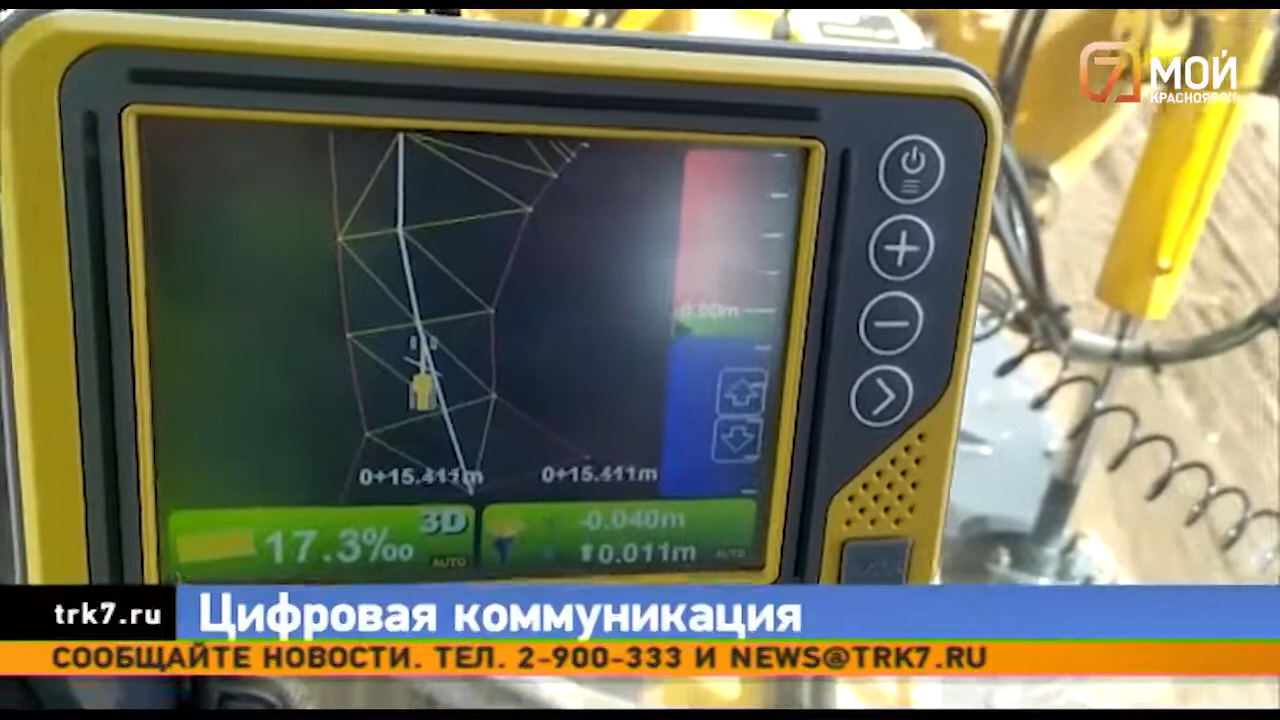 7 МОЙ
КРАСНОЯРСК
0.00m
0+15.411m 0+15.411m
3D
17.3‰
AUTO
-0.040m
0.011m
AUTO
trk7.ru
Цифровая коммуникация
СООБЩАЙТЕ НОВОСТИ. ТЕЛ. 2-900-333 И NEWS@TRK7.RU